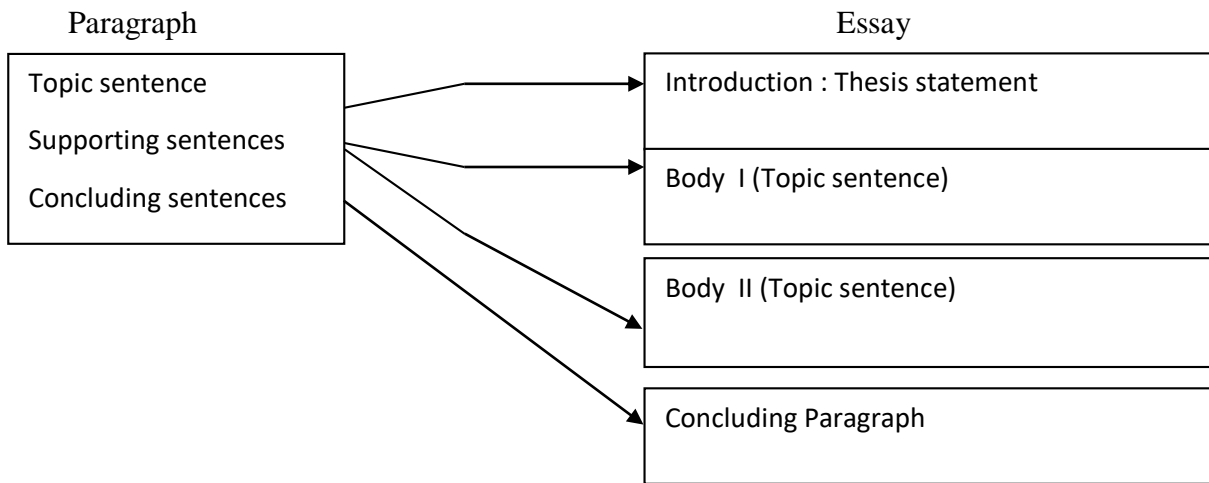 Paragraph
Essay
Topic sentence
Supporting sentences
Concluding sentences
Introduction : Thesis statement
Body  I (Topic sentence)
Body  II (Topic sentence)
Concluding Paragraph